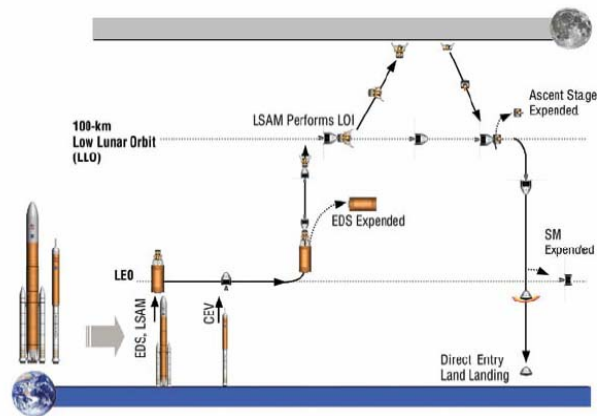 Ascent Stage
Expended
LSAM Performs LOI
100-km
Low Lunar Orbit
(LLO)
EDS Expended
SM
Expended
LEO
EDS, LSAM
CEV
Direct Entry
Land Landing